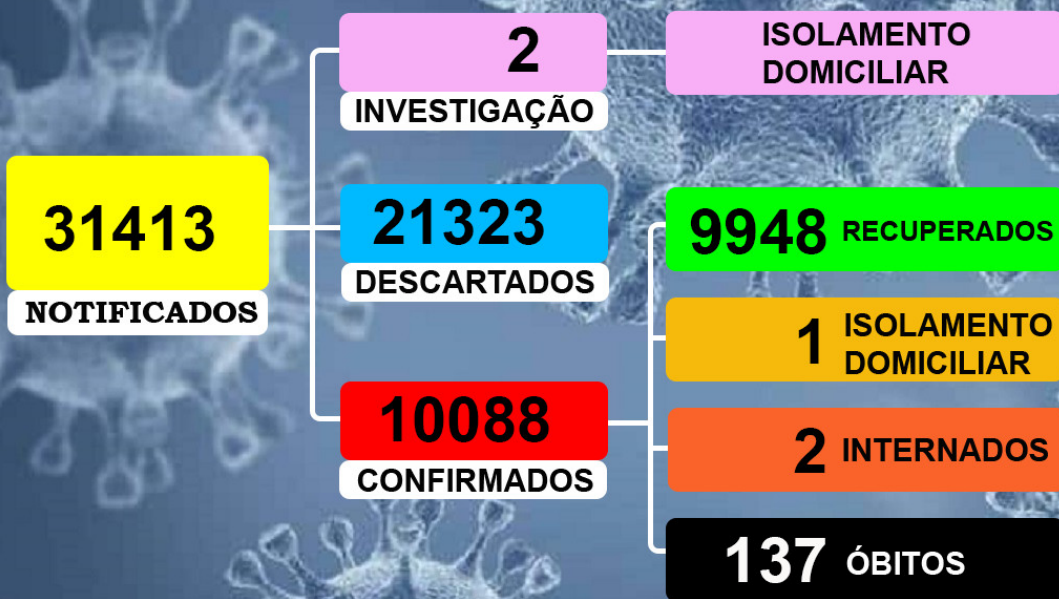 31413
NOTIFICADOS
2
INVESTIGAÇÃO
ISOLAMENTO
DOMICILIAR
21323
DESCARTADOS
10088
CONFIRMADOS
9948 RECUPERADOS
1 ISOLAMENTO
DOMICILIAR
2 INTERNADOS
137 ÓBITOS